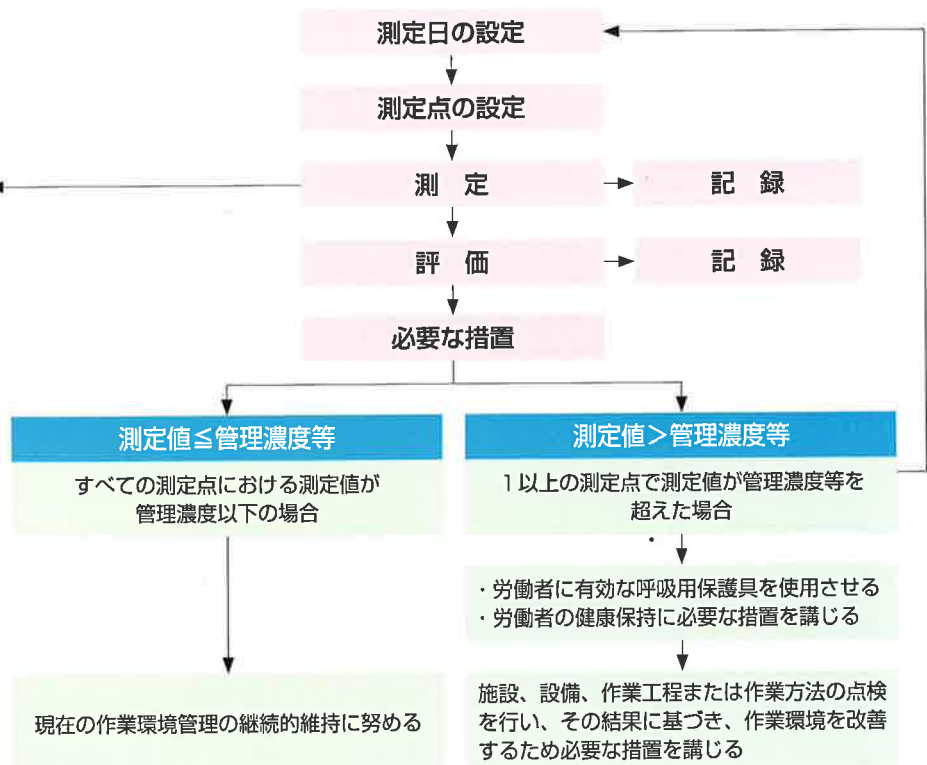 測定日の設定
測定点の設定
測 定
記 録
評 価
記 録
必要な措置
測定値≦管理濃度等
すべての測定点における測定値が
管理濃度以下の場合
現在の作業環境管理の継続的維持に努める
測定値>管理濃度等
1以上の測定点で測定値が管理濃度等を
超えた場合
・労働者に有効な呼吸用保護具を使用させる
・労働者の健康保持に必要な措置を講じる
施設、設備、作業工程または作業方法の点検
を行い、その結果に基づき、作業環境を改善
するため必要な措置を講じる